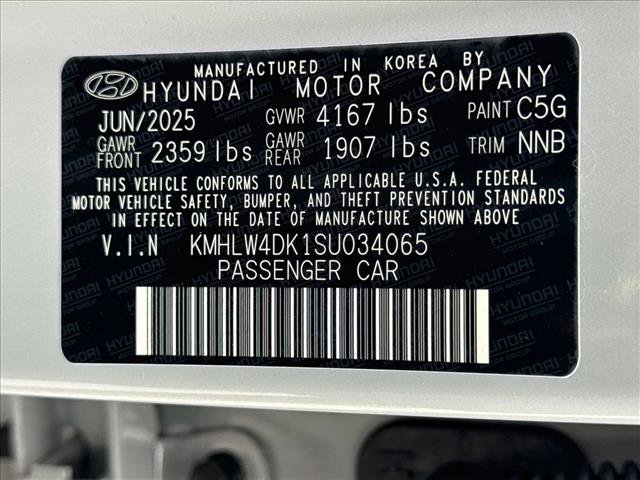 MANUFACTURED IN KOREA BY
HYUNDAI MOTOR COMPANY
JUN/2025 GVWR 4167 lbs PAINT C5G
GAWR FRONT 2359 lbs GAWR REAR 1907 lbs TRIM NNB
THIS VEHICLE CONFORMS TO ALL APPLICABLE U.S.A. FEDERAL
MOTOR VEHICLE SAFETY, BUMPER, AND THEFT PREVENTION STANDARDS
IN EFFECT ON THE DATE OF MANUFACTURE SHOWN ABOVE
V.I.N KMHLW4DK1SU034065
PASSENGER CAR